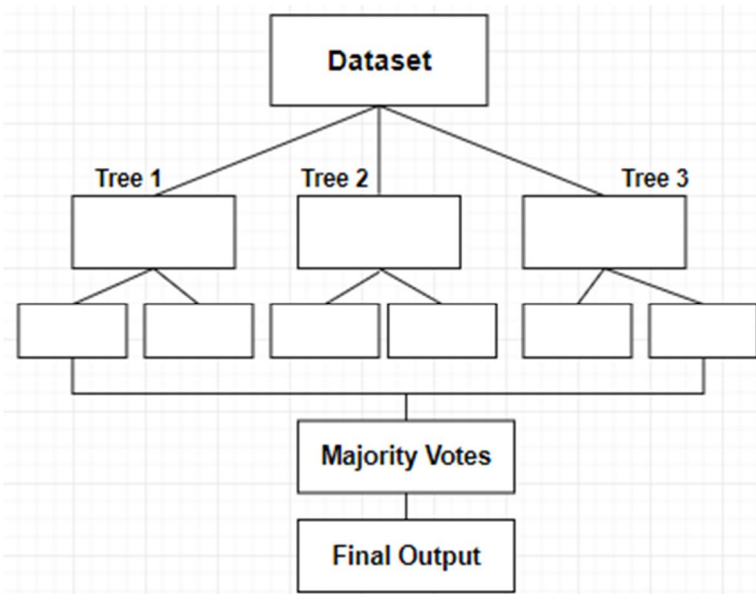 Dataset
Tree 1
Tree 2
Tree 3
Majority Votes
Final Output